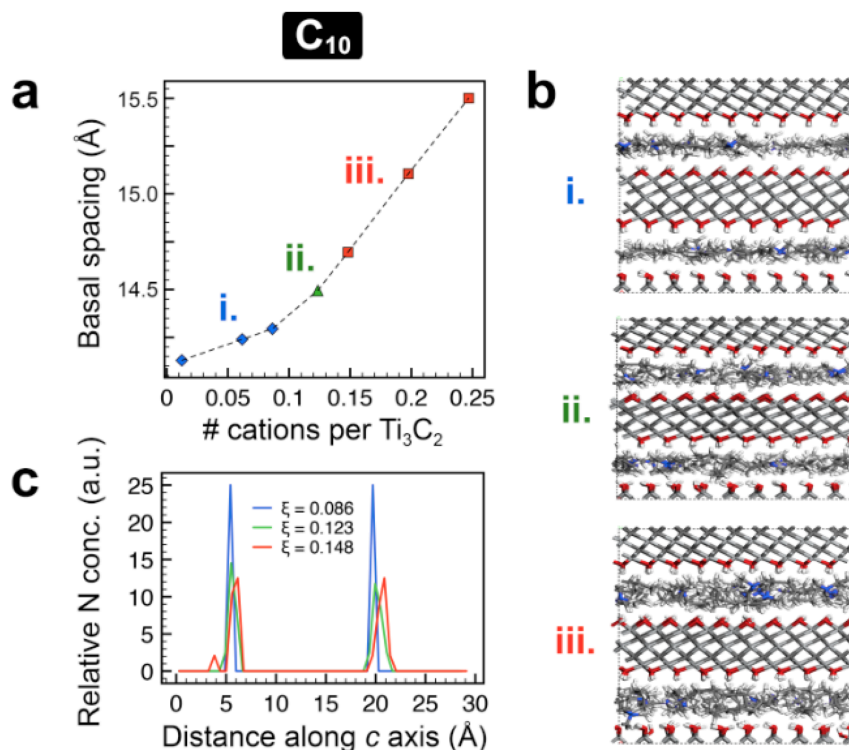 C₁₀
a
Basal spacing (Å)
15.5
15.0
14.5
i.
ii.
iii.
0
0.05
0.1
0.15
0.2
0.25
# cations per Ti₃C₂
b
i.
ii.
iii.
c
Relative N conc. (a.u.)
25
20
15
10
5
0
ξ = 0.086
ξ = 0.123
ξ = 0.148
0 5 10 15 20 25 30
Distance along c axis (Å)